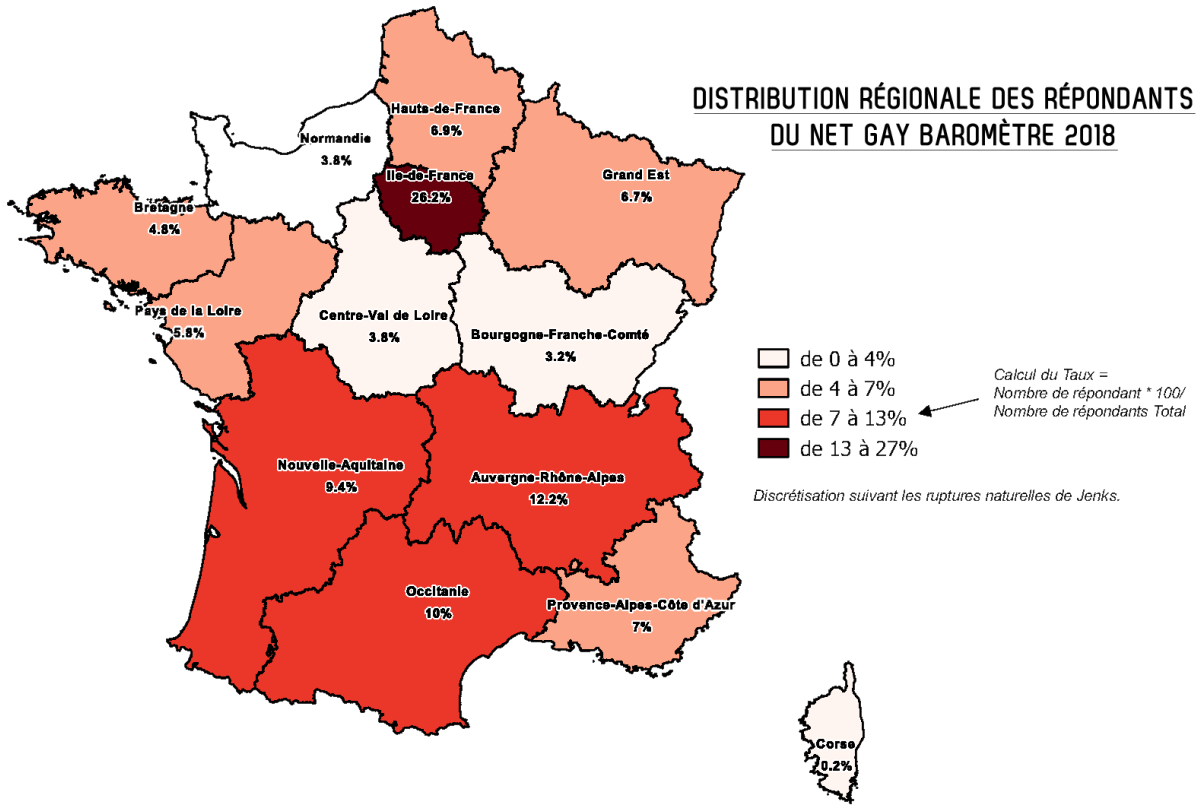 DISTRIBUTION RÉGIONALE DES RÉPONDANTS
DU NET GAY BAROMÈTRE 2018
Hauts-de-France
6.9%
Normandie
3.8%
Ile-de-France
26.2%
Grand Est
6.7%
Bretagne
4.8%
Pays de la Loire
5.8%
Centre-Val de Loire
3.8%
Bourgogne-Franche-Comté
3.2%
Nouvelle-Aquitaine
9.4%
Auvergne-Rhône-Alpes
12.2%
Occitanie
10%
Provence-Alpes-Côte d'Azur
7%
Corse
0.2%
de 0 à 4%
de 4 à 7%
de 7 à 13%
de 13 à 27%
Calcul du Taux =
Nombre de répondant * 100/
Nombre de répondants Total
Discrétisation suivant les ruptures naturelles de Jenks.